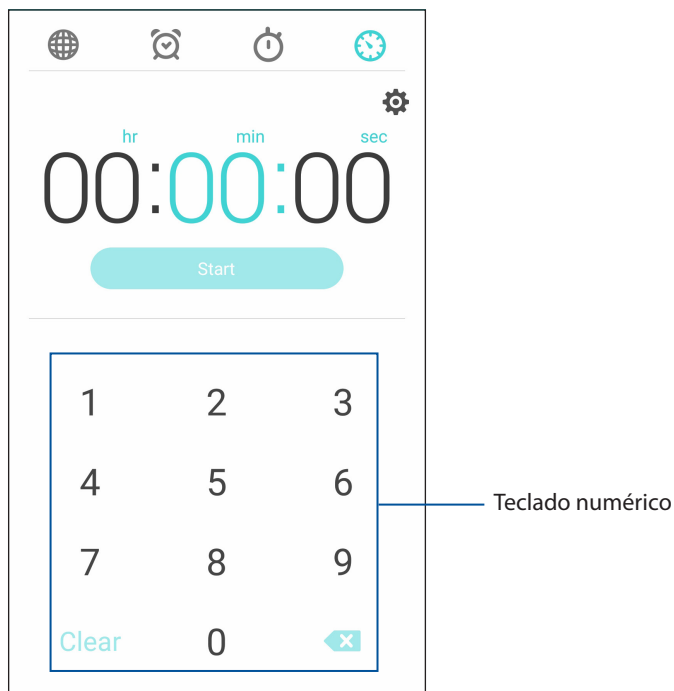 hr min sec
00:00:00
Start
1 2 3
4 5 6
Teclado numérico
7 8 9
Clear 0